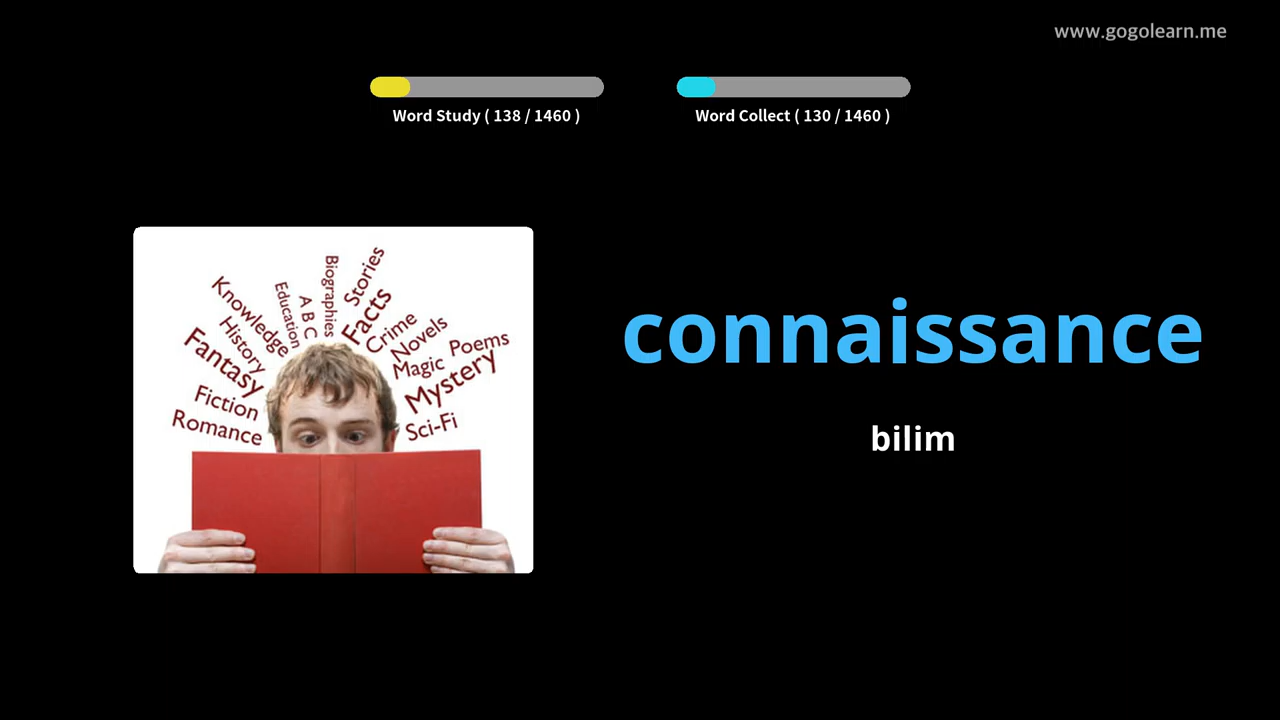 www.gogolearn.me
Word Study ( 138 / 1460 )
Word Collect ( 130 / 1460 )
Biographies
Stories
Education
A B C
Facts
Knowledge
Crime
History
Novels
Fantasy
Magic
Poems
Fiction
Mystery
Romance
Sci-Fi
connaissance
bilim